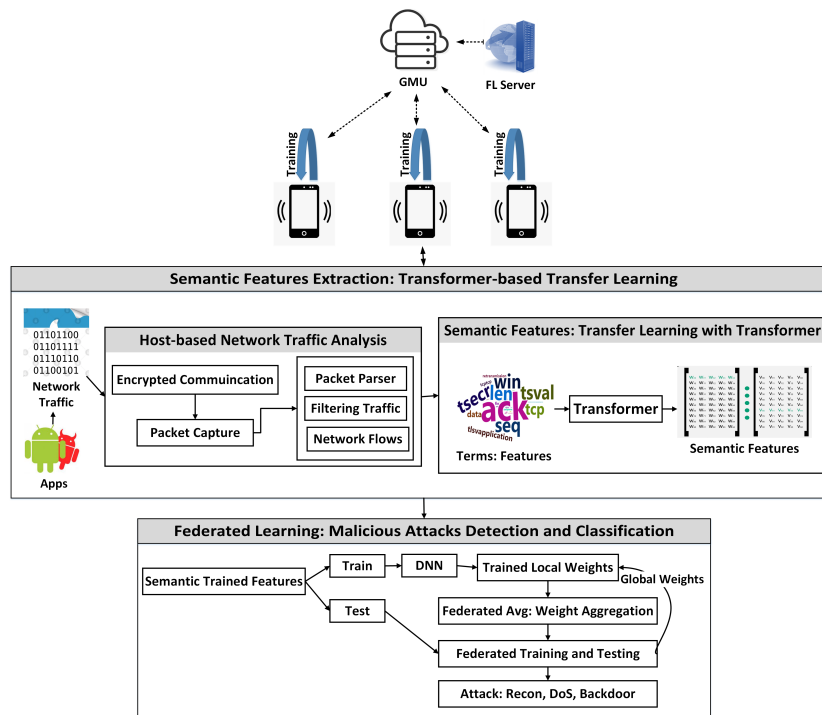 GMU
FL Server
Training
Training
Training
Semantic Features Extraction: Transformer-based Transfer Learning
01101100
01101111
01110110
01100101
Network
Traffic
Apps
Host-based Network Traffic Analysis
Encrypted Commuincation
Packet Capture
Packet Parser
Filtering Traffic
Network Flows
Semantic Features: Transfer Learning with Transformer
retransmission
win
len
tsval
tsecr
ack
data
tcp
seq
tlsvapplication
Terms: Features
Transformer
Semantic Features
Federated Learning: Malicious Attacks Detection and Classification
Semantic Trained Features
Train
DNN
Trained Local Weights
Global Weights
Test
Federated Avg: Weight Aggregation
Federated Training and Testing
Attack: Recon, DoS, Backdoor